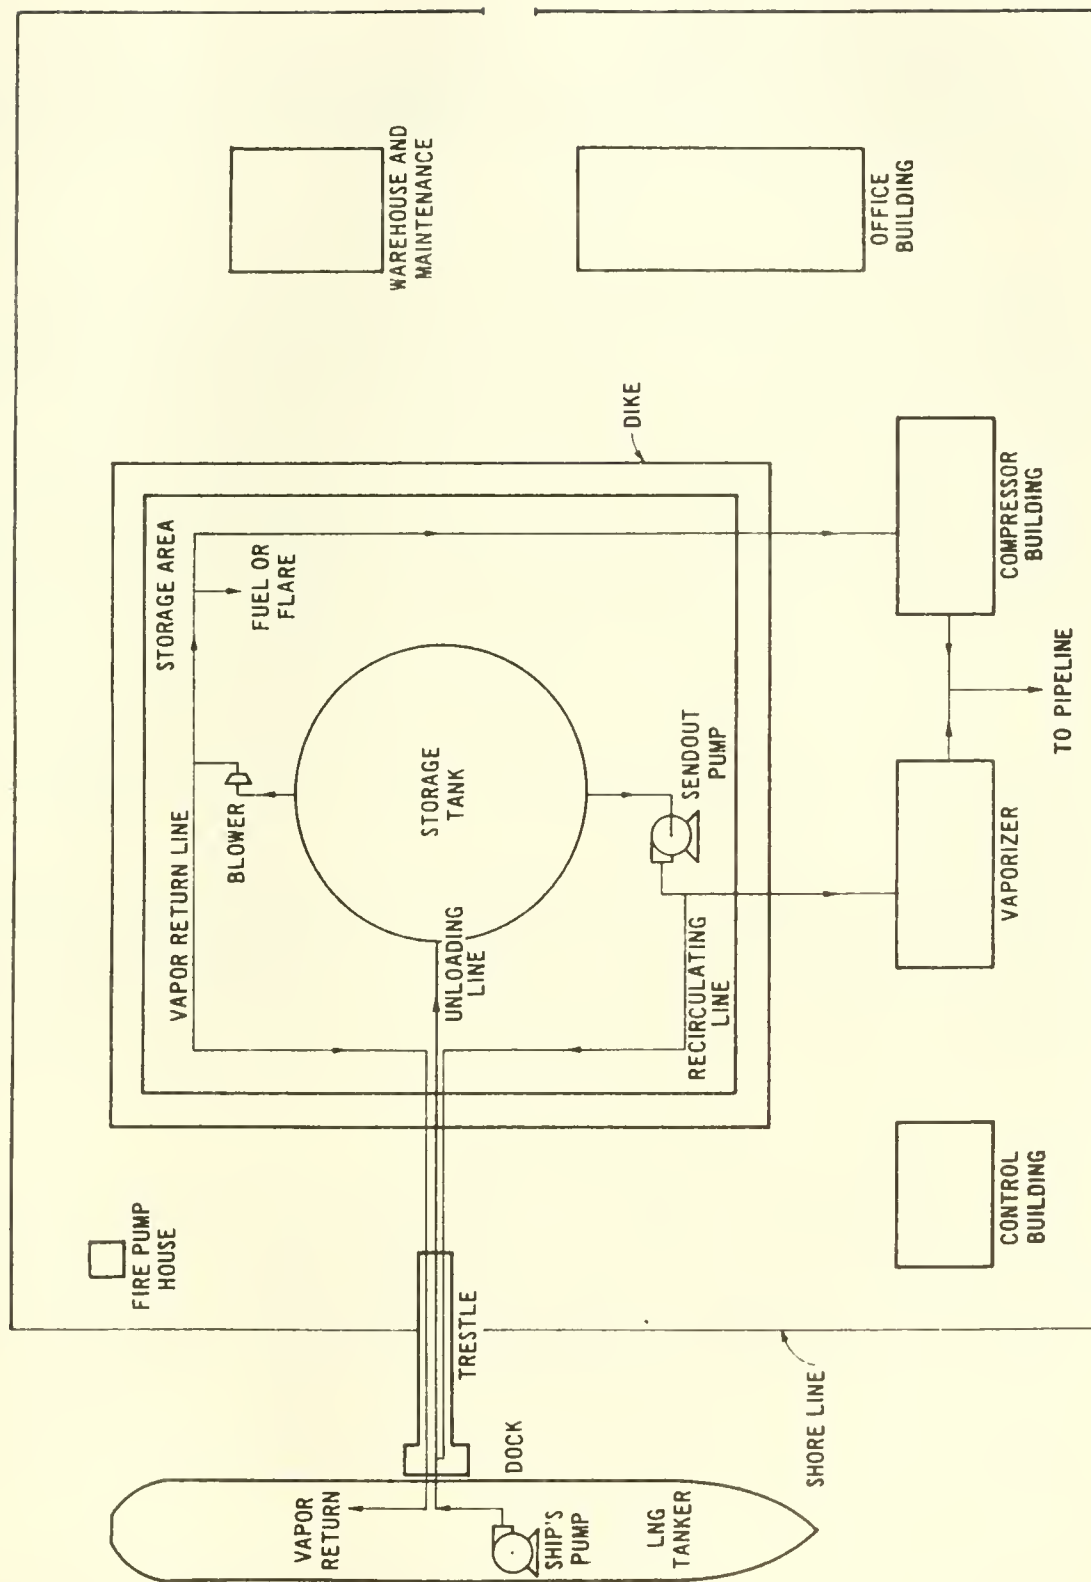 WAREHOUSE AND
MAINTENANCE
OFFICE
BUILDING
DIKE
STORAGE AREA
FUEL OR
FLARE
COMPRESSOR
BUILDING
VAPOR RETURN LINE
BLOWER
STORAGE
TANK
SENDOUT
PUMP
TO PIPELINE
UNLOADING
LINE
RECIRCULATING
LINE
VAPORIZER
FIRE PUMP
HOUSE
CONTROL
BUILDING
TRESTLE
DOCK
SHORE LINE
VAPOR
RETURN
SHIP'S
PUMP
LNG
TANKER